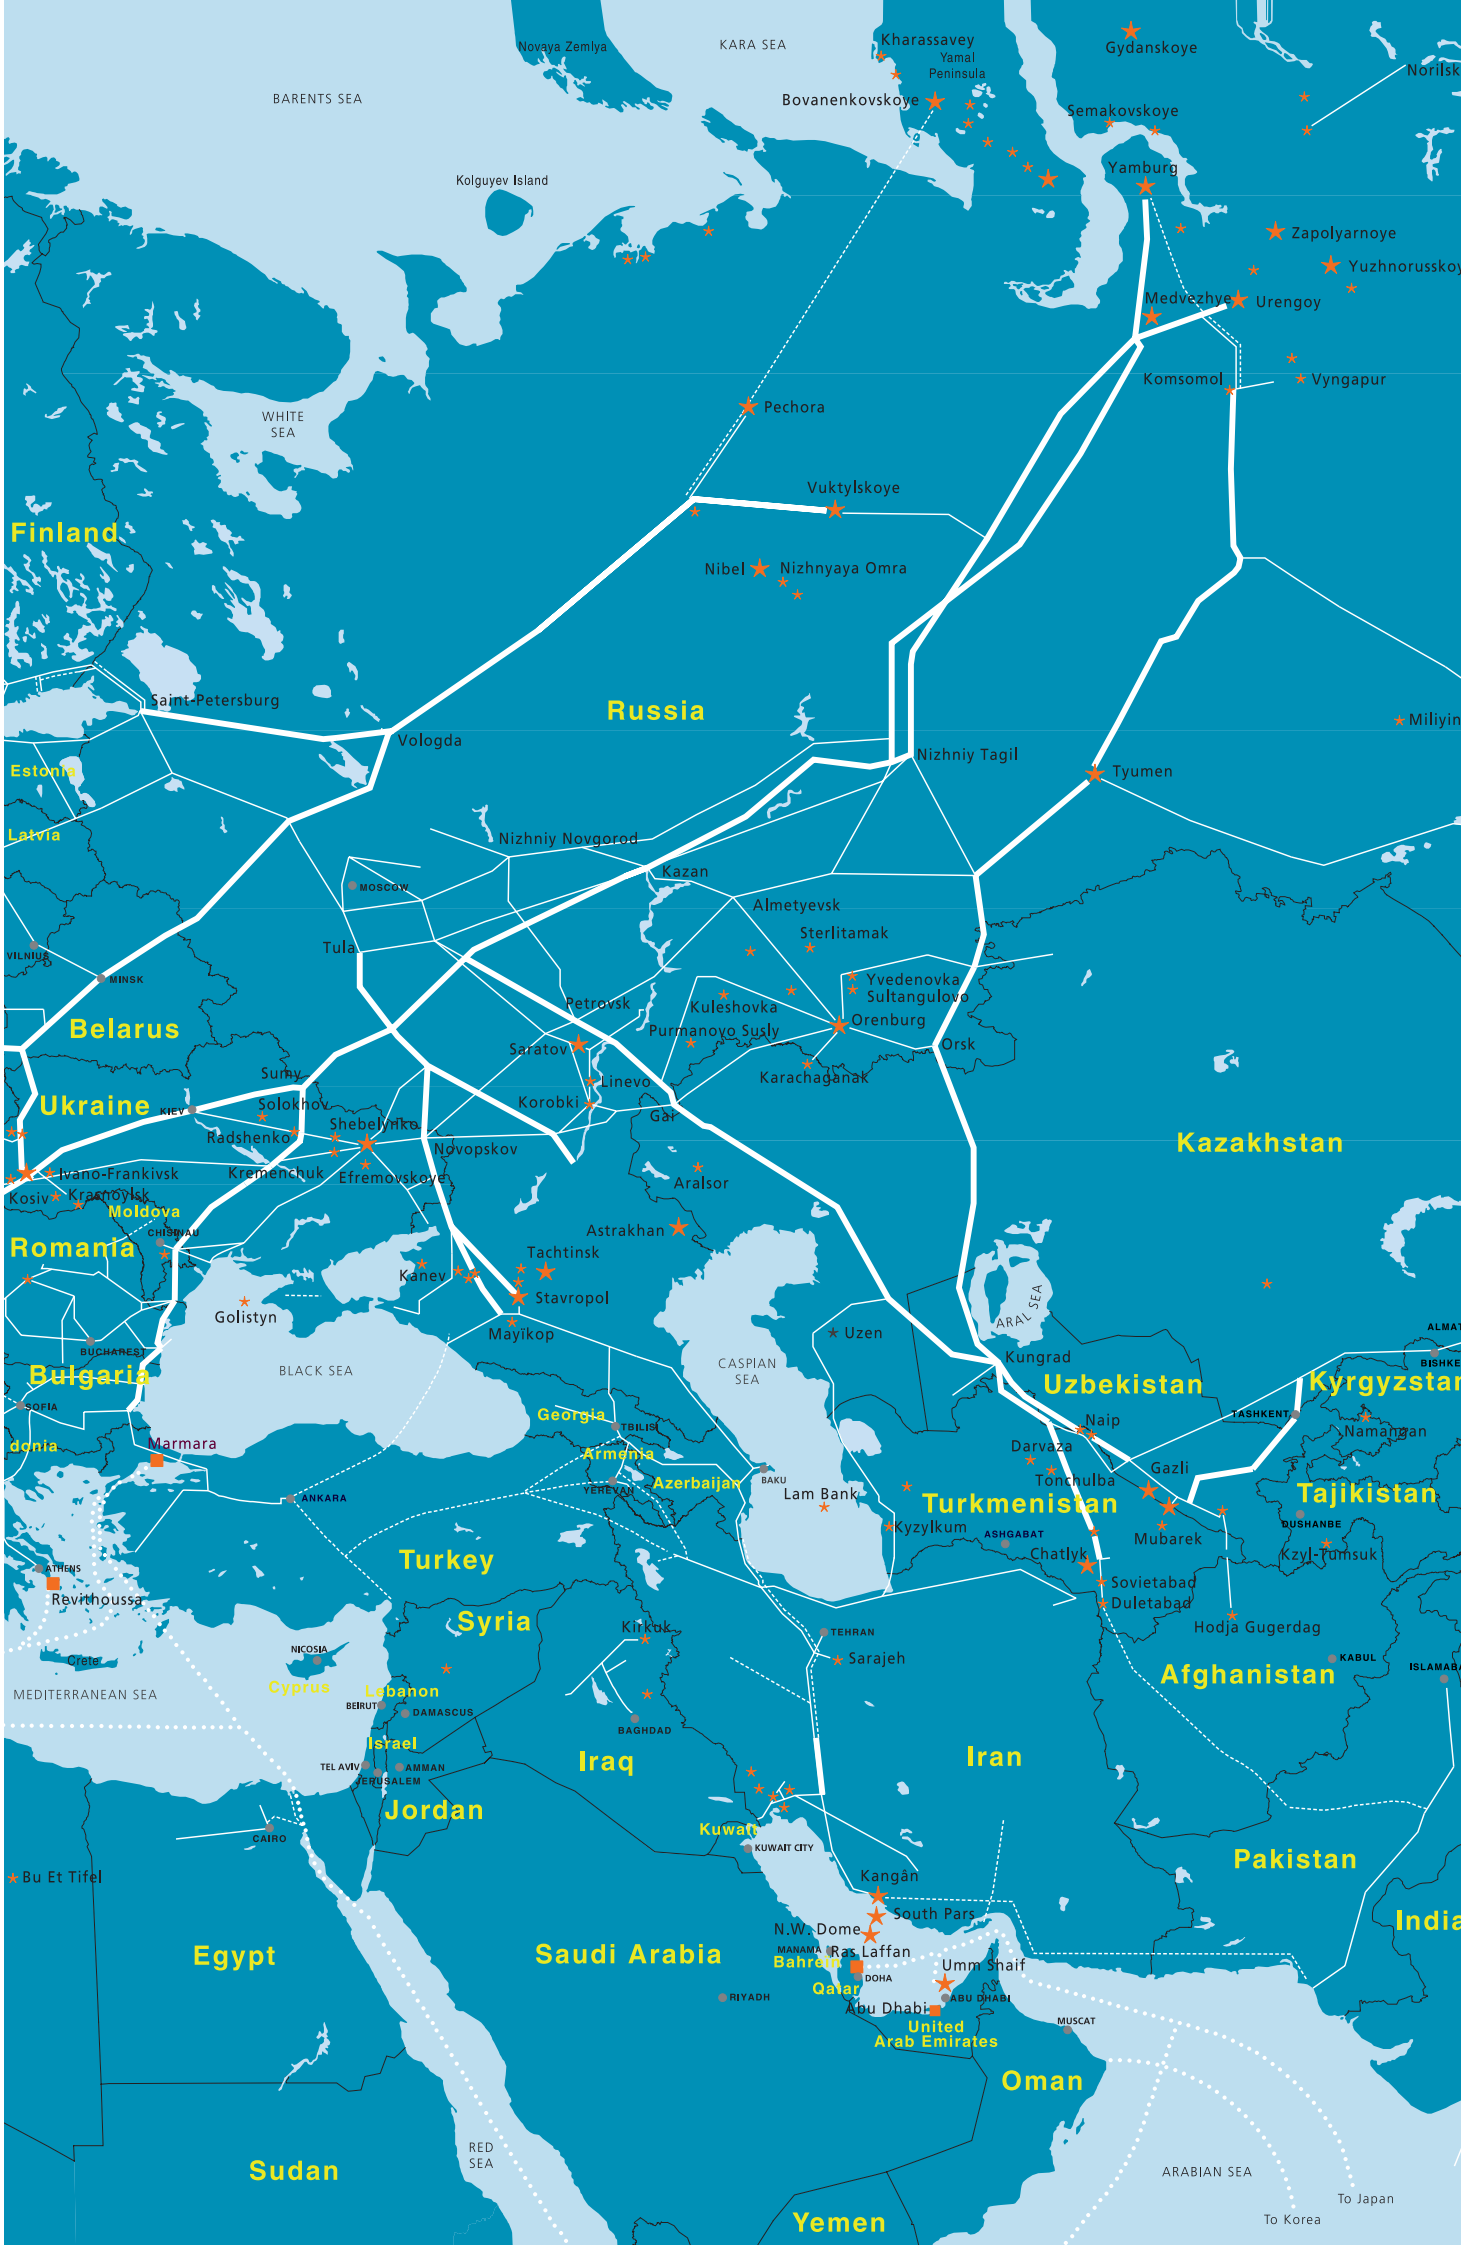 Gydanskoye
Kharassavey
KARA SEA
Novaya Zemlya
Yamal
Peninsula
Norilsk
BARENTS SEA
Bovanenkovskoye
Semakovskoye
Yamburg
Kolguyev Island
Zapolyarnoye
Yuzhnorusskoy
Medvezhye
Urengoy
Komsomol
Vyngapur
Pechora
WHITE
SEA
Vuktylskoye
Finland
Nibel
Nizhnyaya Omra
Saint-Petersburg
Russia
Miliyin
Vologda
Nizhniy Tagil
Estonia
Tyumen
Latvia
Nizhniy Novgorod
Kazan
MOSCOW
Almetyevsk
Sterlitamak
Tula
VILNIUS
MINSK
Yvedenovka
Sultangulovo
Kuleshovka
Petrovsk
Belarus
Orenburg
Purmanovo Susly
Saratov
Orsk
Sumy
Karachaganak
Linevo
Ukraine
Solokhov
KIEV
Korobki
Gai
Shebelynko
Radshenko
Novopskov
Kazakhstan
Ivano-Frankivsk
Kremenchuk
Efremovskoye
Aralsor
Kosiv
Krasnoylsk
Moldova
CHISINAU
Astrakhan
Romania
Tachtinsk
Kanev
Stavropol
Golistyn
ARAL SEA
Mayïkop
Uzen
ALMAT
BUCHAREST
Kungrad
BISHKE
BLACK SEA
CASPIAN
SEA
Bulgaria
Uzbekistan
Kyrgyzstan
SOFIA
Georgia
TBILISI
Naip
TASHKENT
Namangan
donia
Marmara
Armenia
Darvaza
Gazli
YEREVAN
Azerbaijan
BAKU
Tonchulba
Lam Bank
Turkmenistan
Tajikistan
ANKARA
Kyzylkum
ASHGABAT
Mubarek
DUSHANBE
Turkey
Chatlyk
Kzyl-Tumsuk
ATHENS
Sovietabad
Revithoussa
Duletabad
Syria
Kirkuk
Hodja Gugerdag
TEHRAN
NICOSIA
Sarajeh
KABUL
Crete
Cyprus
Afghanistan
ISLAMABA
MEDITERRANEAN SEA
Lebanon
BEIRUT
DAMASCUS
BAGHDAD
Israel
Iraq
Iran
TEL AVIV
AMMAN
JERUSALEM
Jordan
Kuwait
CAIRO
KUWAIT CITY
Pakistan
Bu Et Tifel
Kangân
South Pars
India
N.W. Dome
Egypt
Saudi Arabia
MANAMA
Ras Laffan
Bahrein
Umm Shaif
DOHA
Qatar
RIYADH
ABU DHABI
Abu Dhabi
MUSCAT
United
Arab Emirates
Oman
RED
SEA
Sudan
ARABIAN SEA
To Japan
To Korea
Yemen